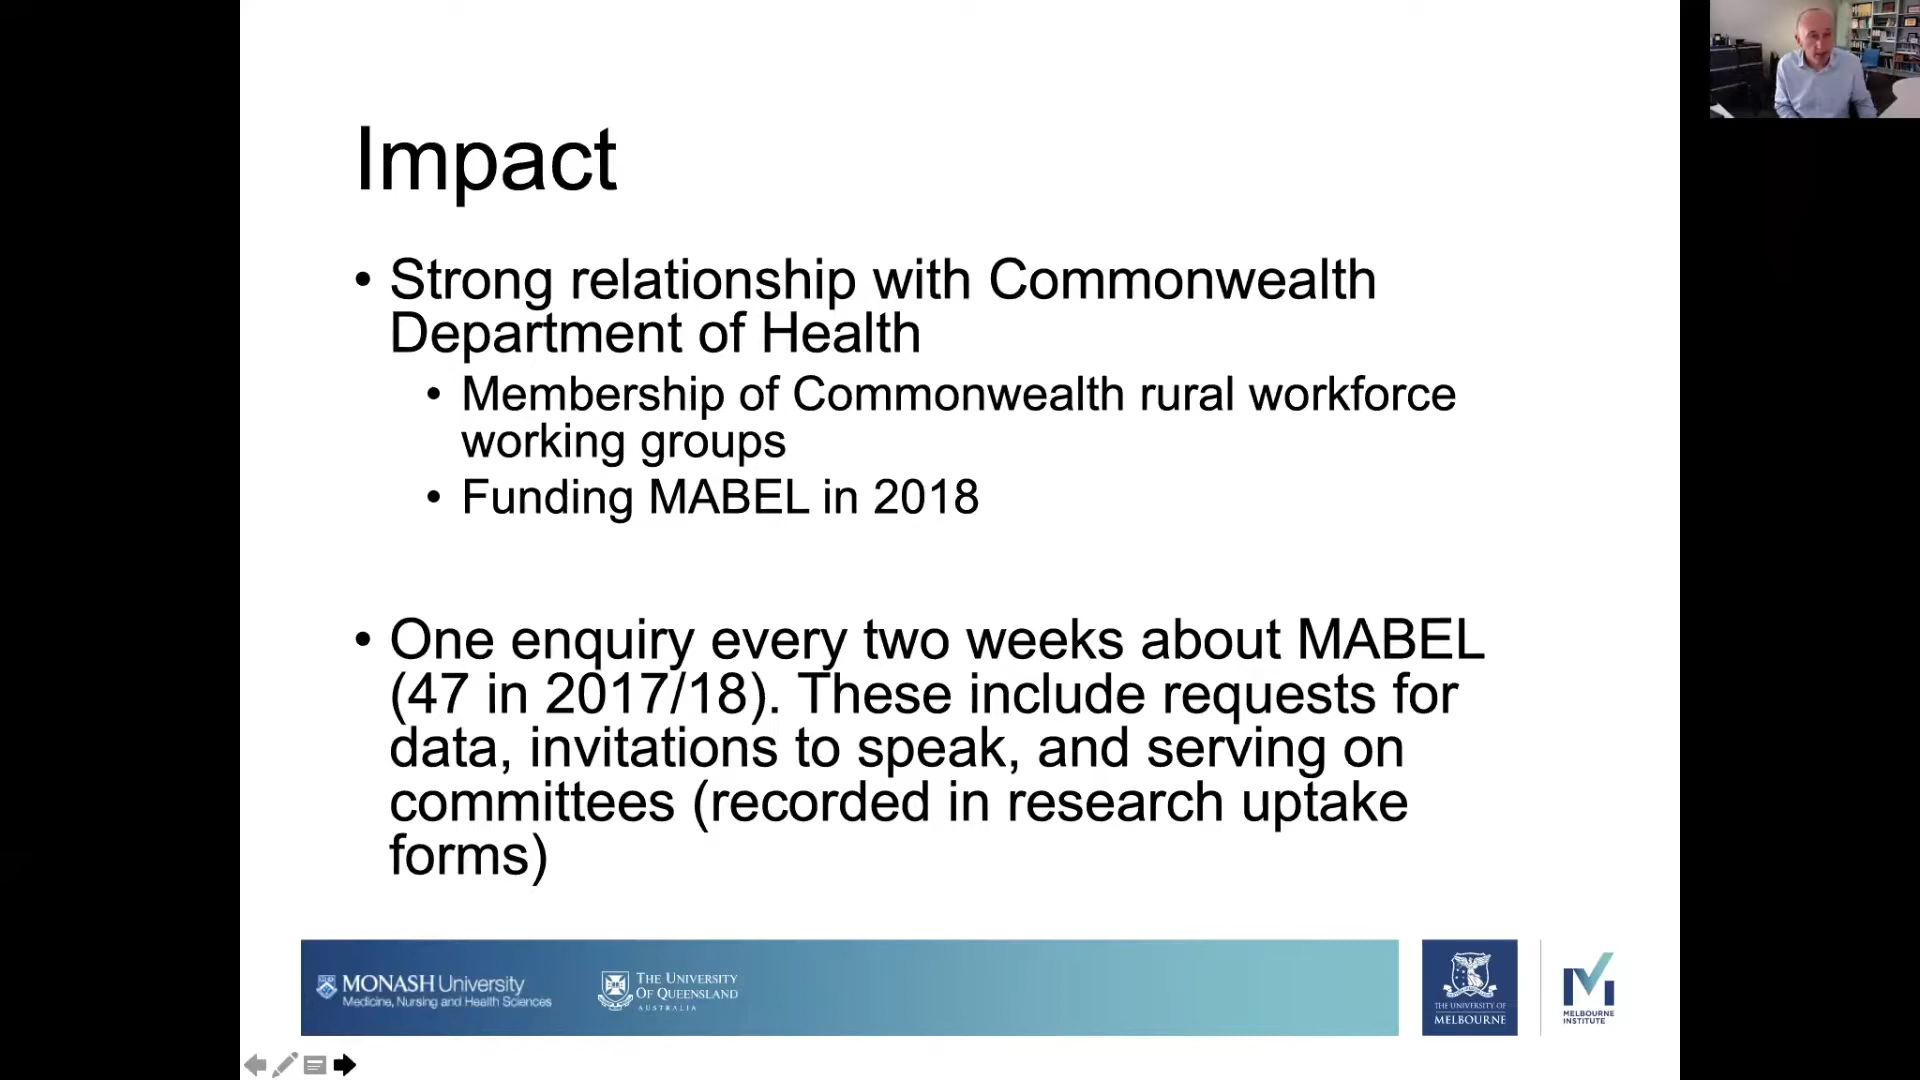 Impact
• Strong relationship with Commonwealth
Department of Health
• Membership of Commonwealth rural workforce
working groups
• Funding MABEL in 2018
• One enquiry every two weeks about MABEL
(47 in 2017/18). These include requests for
data, invitations to speak, and serving on
committees (recorded in research uptake
forms)
MONASH University
Medicine, Nursing and Health Sciences
THE UNIVERSITY
OF QUEENSLAND
AUSTRALIA
THE UNIVERSITY OF
MELBOURNE
MELBOURNE
INSTITUTE